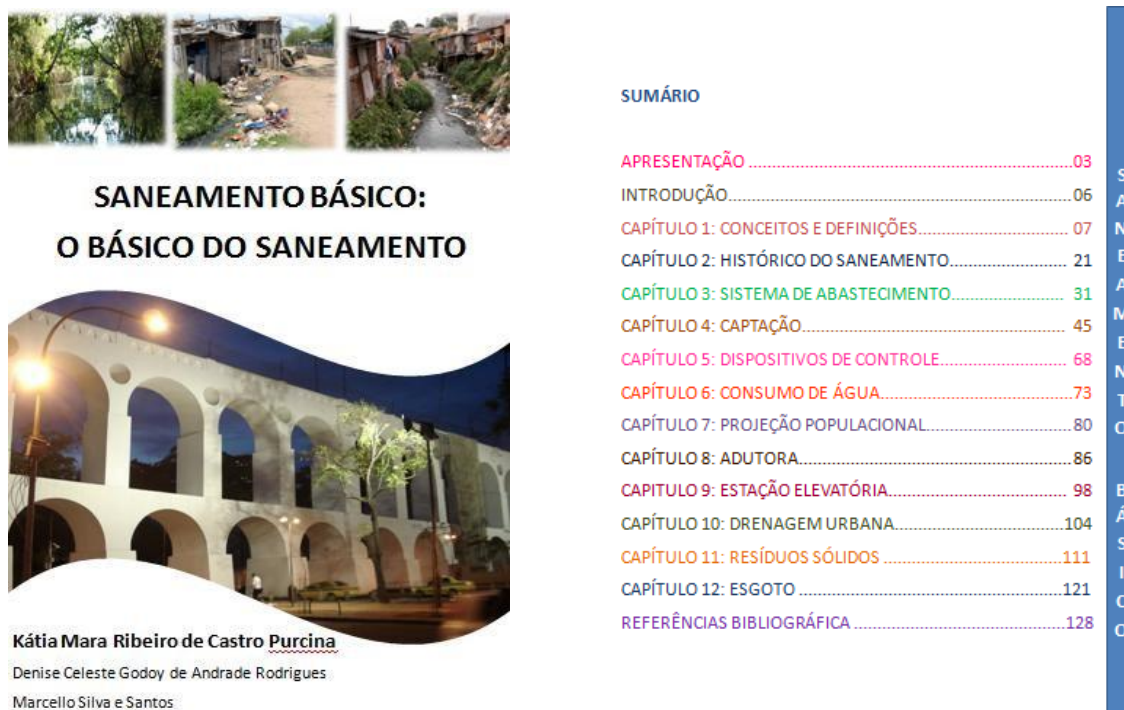 SANEAMENTO BÁSICO:
O BÁSICO DO SANEAMENTO
Kátia Mara Ribeiro de Castro Purcina
Denise Celeste Godoy de Andrade Rodrigues
Marcello Silva e Santos
SUMÁRIO
APRESENTAÇÃO ..........................................................03
INTRODUÇÃO..............................................................06
CAPÍTULO 1: CONCEITOS E DEFINIÇÕES........................... 07
CAPÍTULO 2: HISTÓRICO DO SANEAMENTO..................... 21
CAPÍTULO 3: SISTEMA DE ABASTECIMENTO.................... 31
CAPÍTULO 4: CAPTAÇÃO............................................... 45
CAPÍTULO 5: DISPOSITIVOS DE CONTROLE....................... 68
CAPÍTULO 6: CONSUMO DE ÁGUA...................................73
CAPÍTULO 7: PROJEÇÃO POPULACIONAL..........................80
CAPÍTULO 8: ADUTORA.................................................86
CAPITULO 9: ESTAÇÃO ELEVATÓRIA................................ 98
CAPÍTULO 10: DRENAGEM URBANA..............................104
CAPÍTULO 11: RESÍDUOS SÓLIDOS ................................111
CAPÍTULO 12: ESGOTO ...............................................121
REFERÊNCIAS BIBLIOGRÁFICA ......................................128
S
A
N
E
A
M
E
N
T
O
B
Á
S
I
C
O